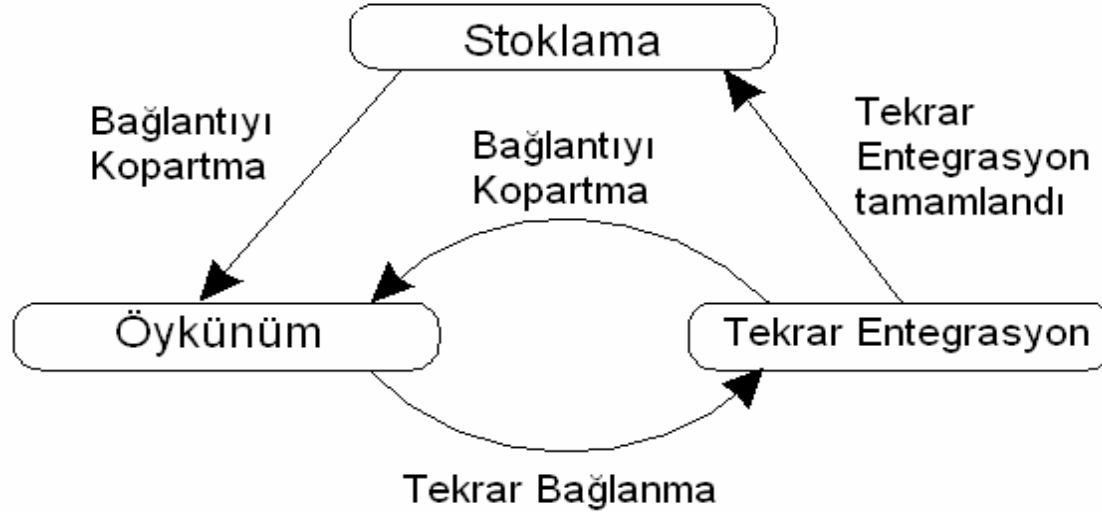 Stoklama
Bağlantıyı
Kopartma
Bağlantıyı
Kopartma
Tekrar
Entegrasyon
tamamlandı
Öykünüm
Tekrar Entegrasyon
Tekrar Bağlanma